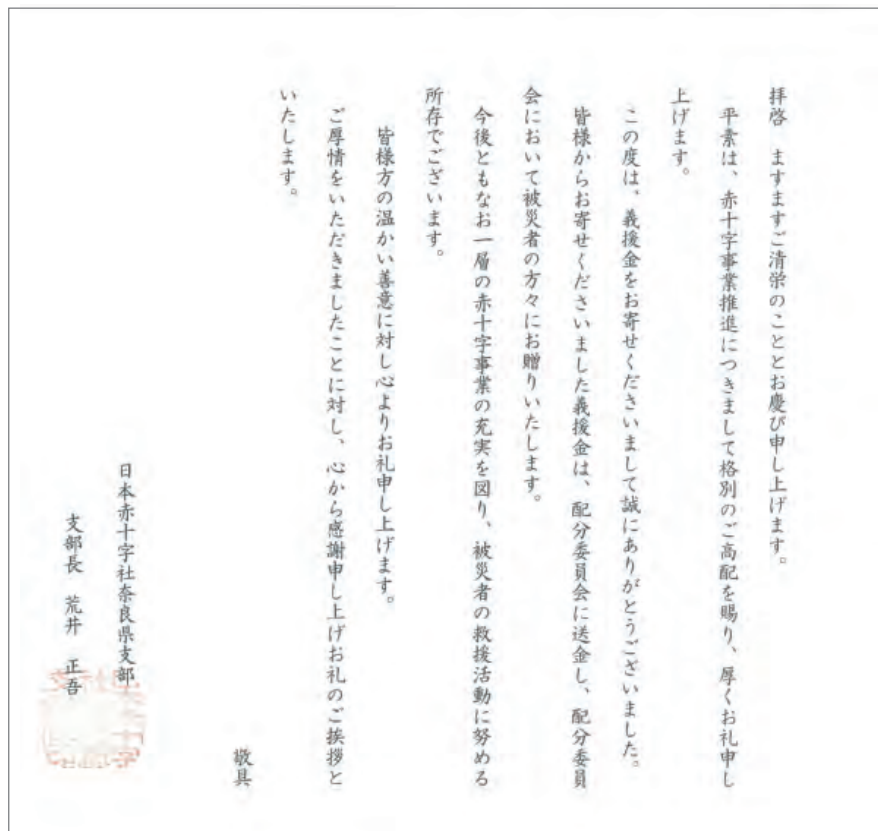 拝啓　ますますご清栄のこととお慶び申し上げます。
平素は、赤十字事業推進につきまして格別のご高配を賜り、厚くお礼申し
上げます。
この度は、義援金をお寄せくださいまして誠にありがとうございました。
皆様からお寄せくださいました義援金は、配分委員会に送金し、配分委員
会において被災者の方々にお贈りいたします。
今後ともなお一層の赤十字事業の充実を図り、被災者の救援活動に努める
所存でございます。
皆様方の温かい善意に対し心よりお礼申し上げます。
ご厚情をいただきましたことに対し、心から感謝申し上げお礼のご挨拶と
いたします。
敬具
日本赤十字社奈良県支部
支部長　荒井　正吾